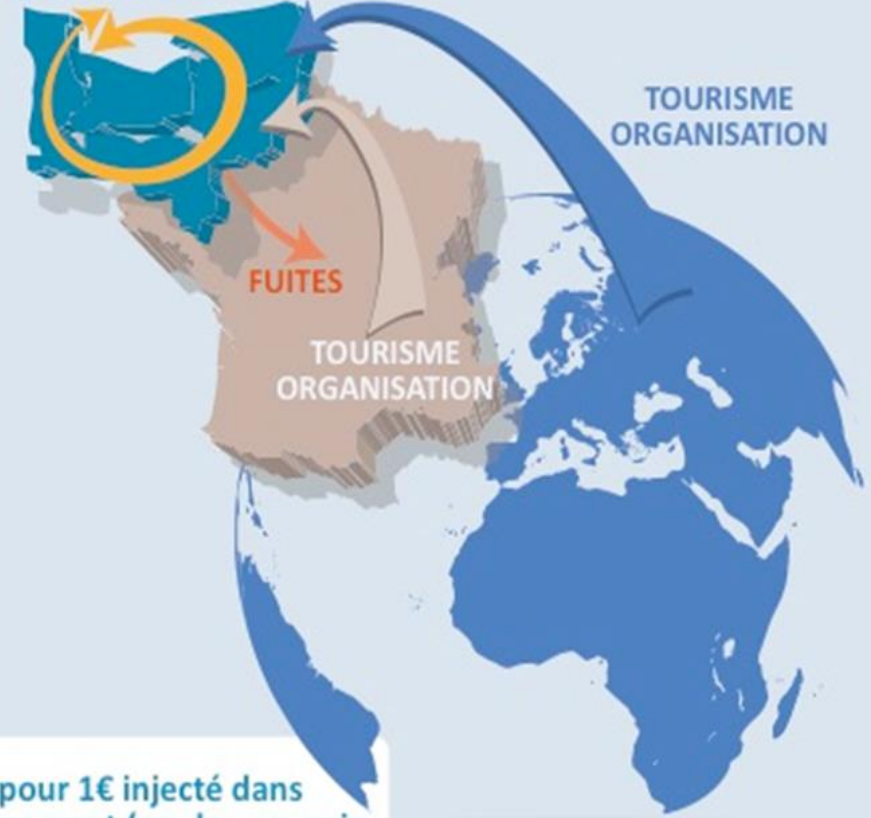 TOURISME
ORGANISATION
FUITES
TOURISME
ORGANISATION
pour 1€ injecté dans